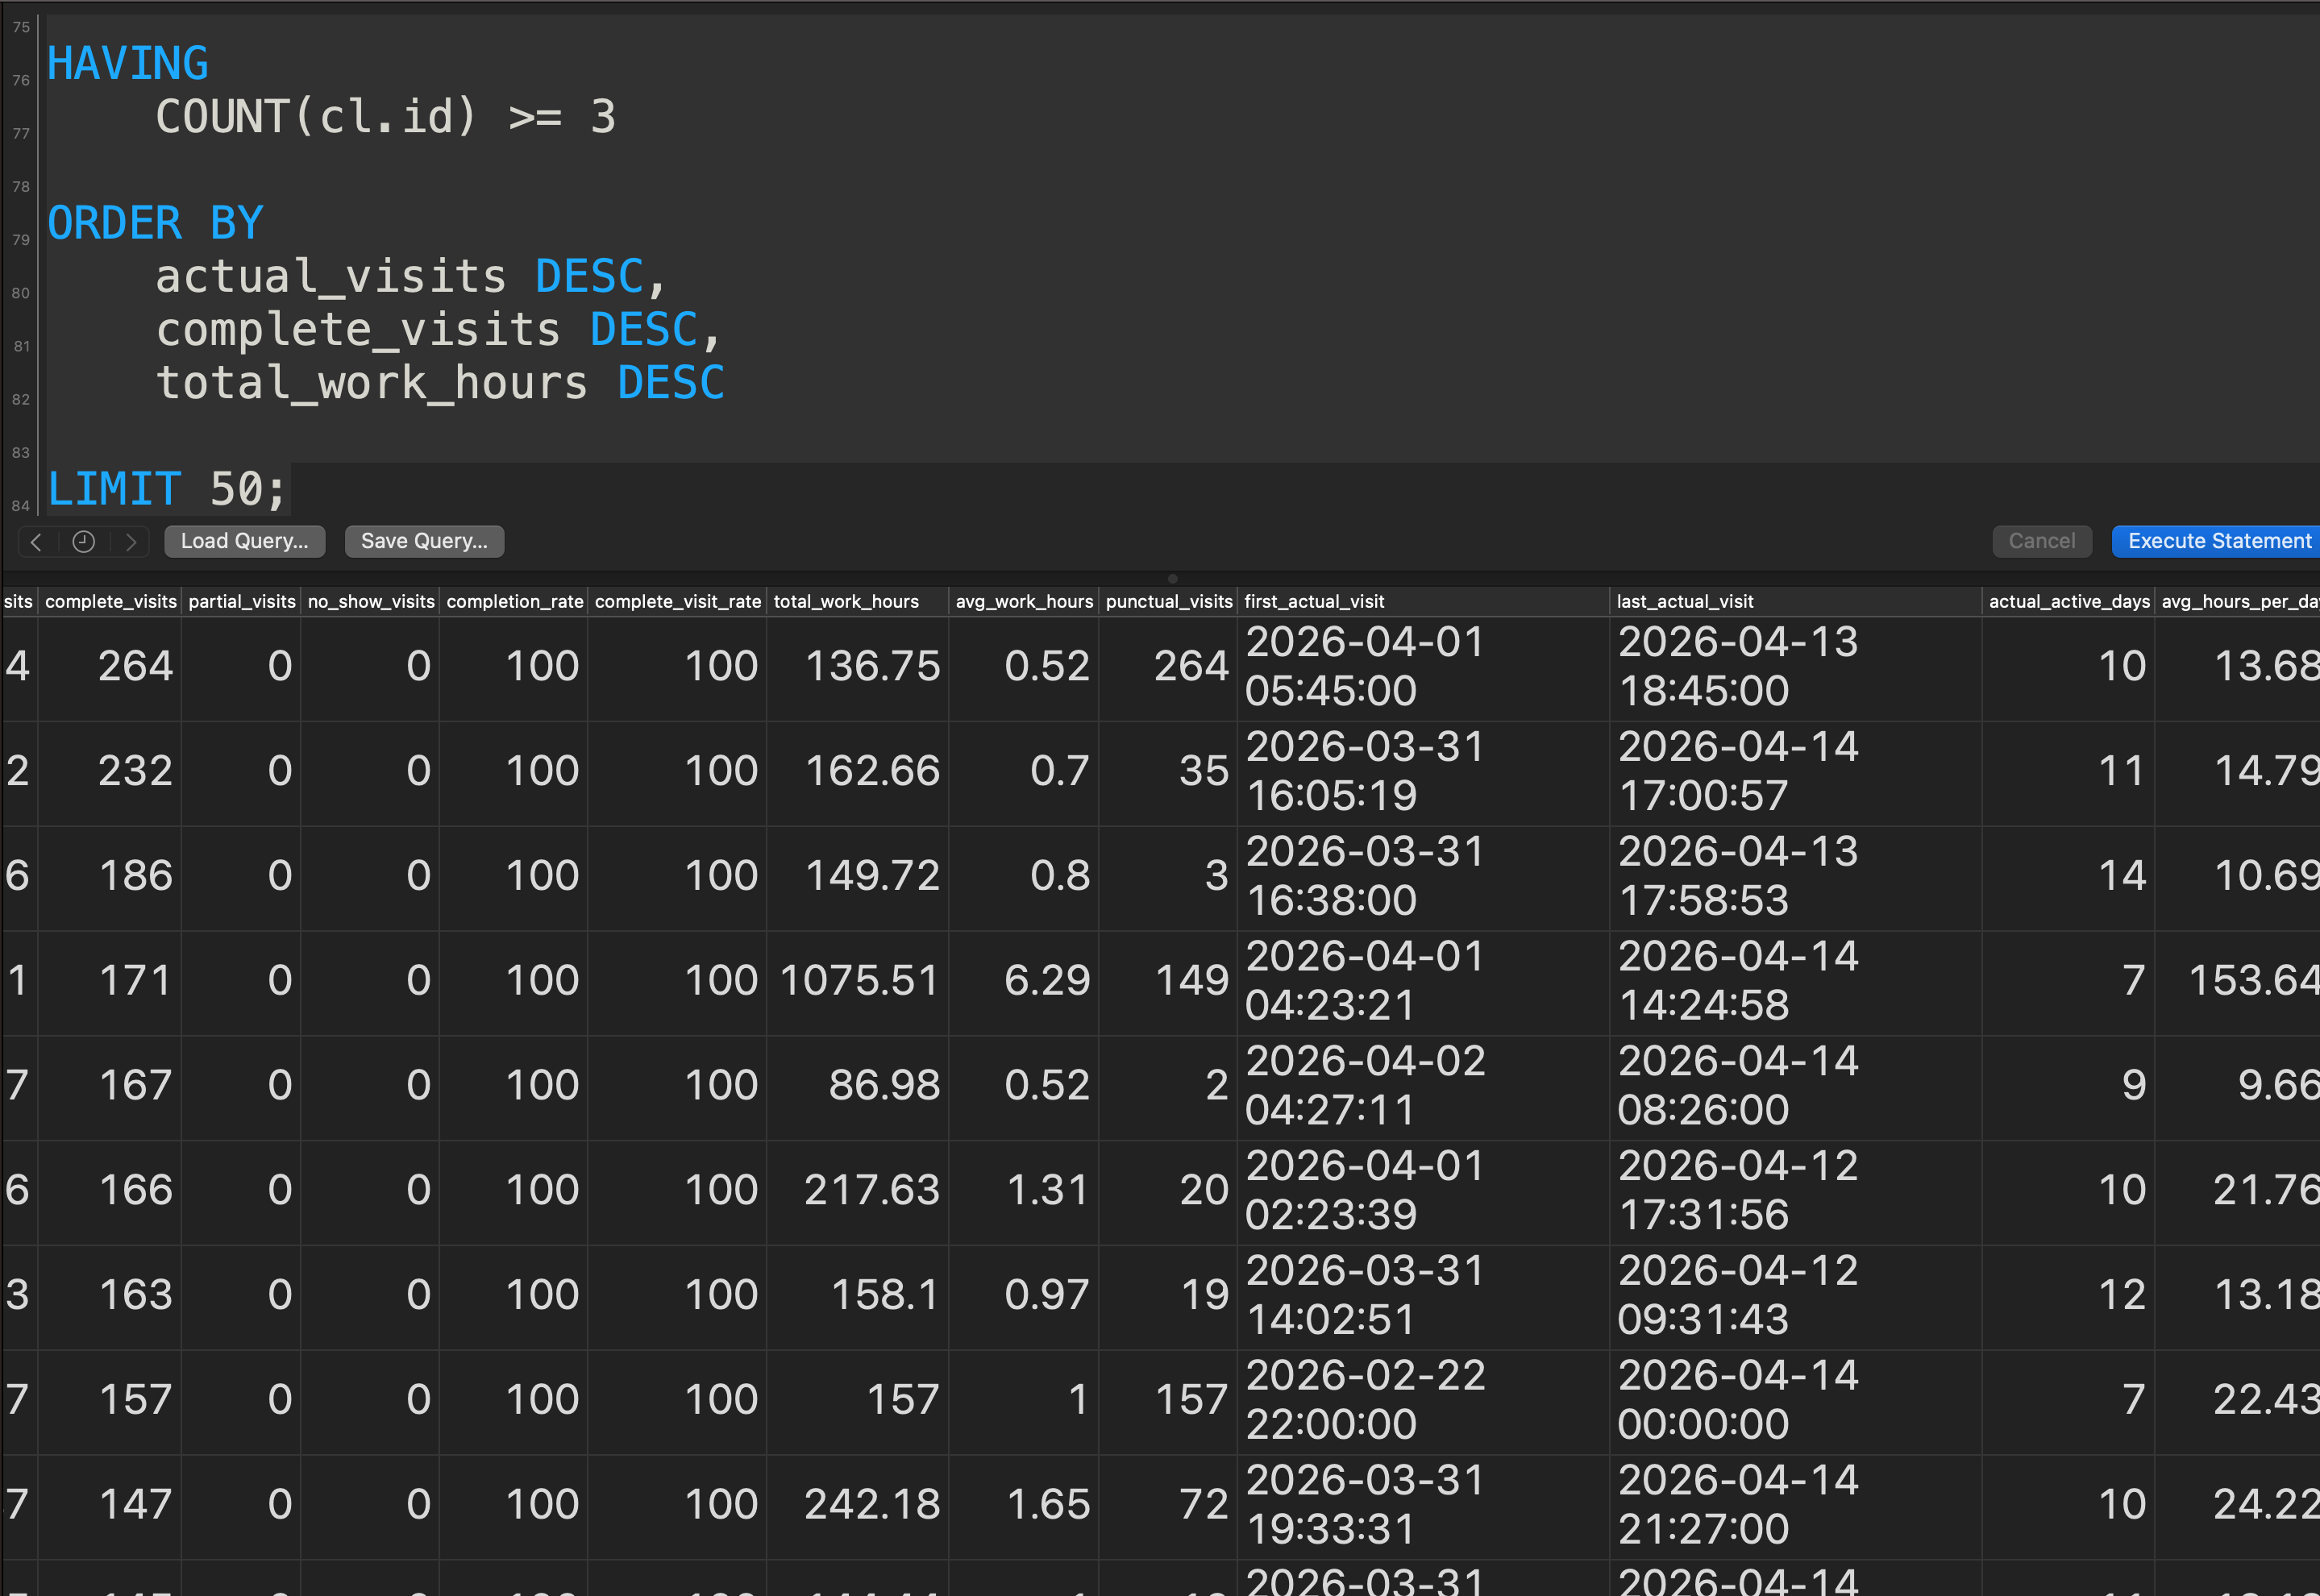 75
HAVING
76
COUNT(cl.id) >= 3
77
78
ORDER BY
79
actual_visits DESC,
80
complete_visits DESC,
81
total_work_hours DESC
82
83
LIMIT 50;
84
Load Query... Save Query... Cancel Execute Statement
sits complete_visits partial_visits no_show_visits completion_rate complete_visit_rate total_work_hours avg_work_hours punctual_visits first_actual_visit last_actual_visit actual_active_days avg_hours_per_da
4 264 0 0 100 100 136.75 0.52 264 2026-04-01 05:45:00 2026-04-13 18:45:00 10 13.68
2 232 0 0 100 100 162.66 0.7 35 2026-03-31 16:05:19 2026-04-14 17:00:57 11 14.79
6 186 0 0 100 100 149.72 0.8 3 2026-03-31 16:38:00 2026-04-13 17:58:53 14 10.69
1 171 0 0 100 100 1075.51 6.29 149 2026-04-01 04:23:21 2026-04-14 14:24:58 7 153.64
7 167 0 0 100 100 86.98 0.52 2 2026-04-02 04:27:11 2026-04-14 08:26:00 9 9.66
6 166 0 0 100 100 217.63 1.31 20 2026-04-01 02:23:39 2026-04-12 17:31:56 10 21.76
3 163 0 0 100 100 158.1 0.97 19 2026-03-31 14:02:51 2026-04-12 09:31:43 12 13.18
7 157 0 0 100 100 157 1 157 2026-02-22 22:00:00 2026-04-14 00:00:00 7 22.43
7 147 0 0 100 100 242.18 1.65 72 2026-03-31 19:33:31 2026-04-14 21:27:00 10 24.22
2026-03-31 2026-04-14